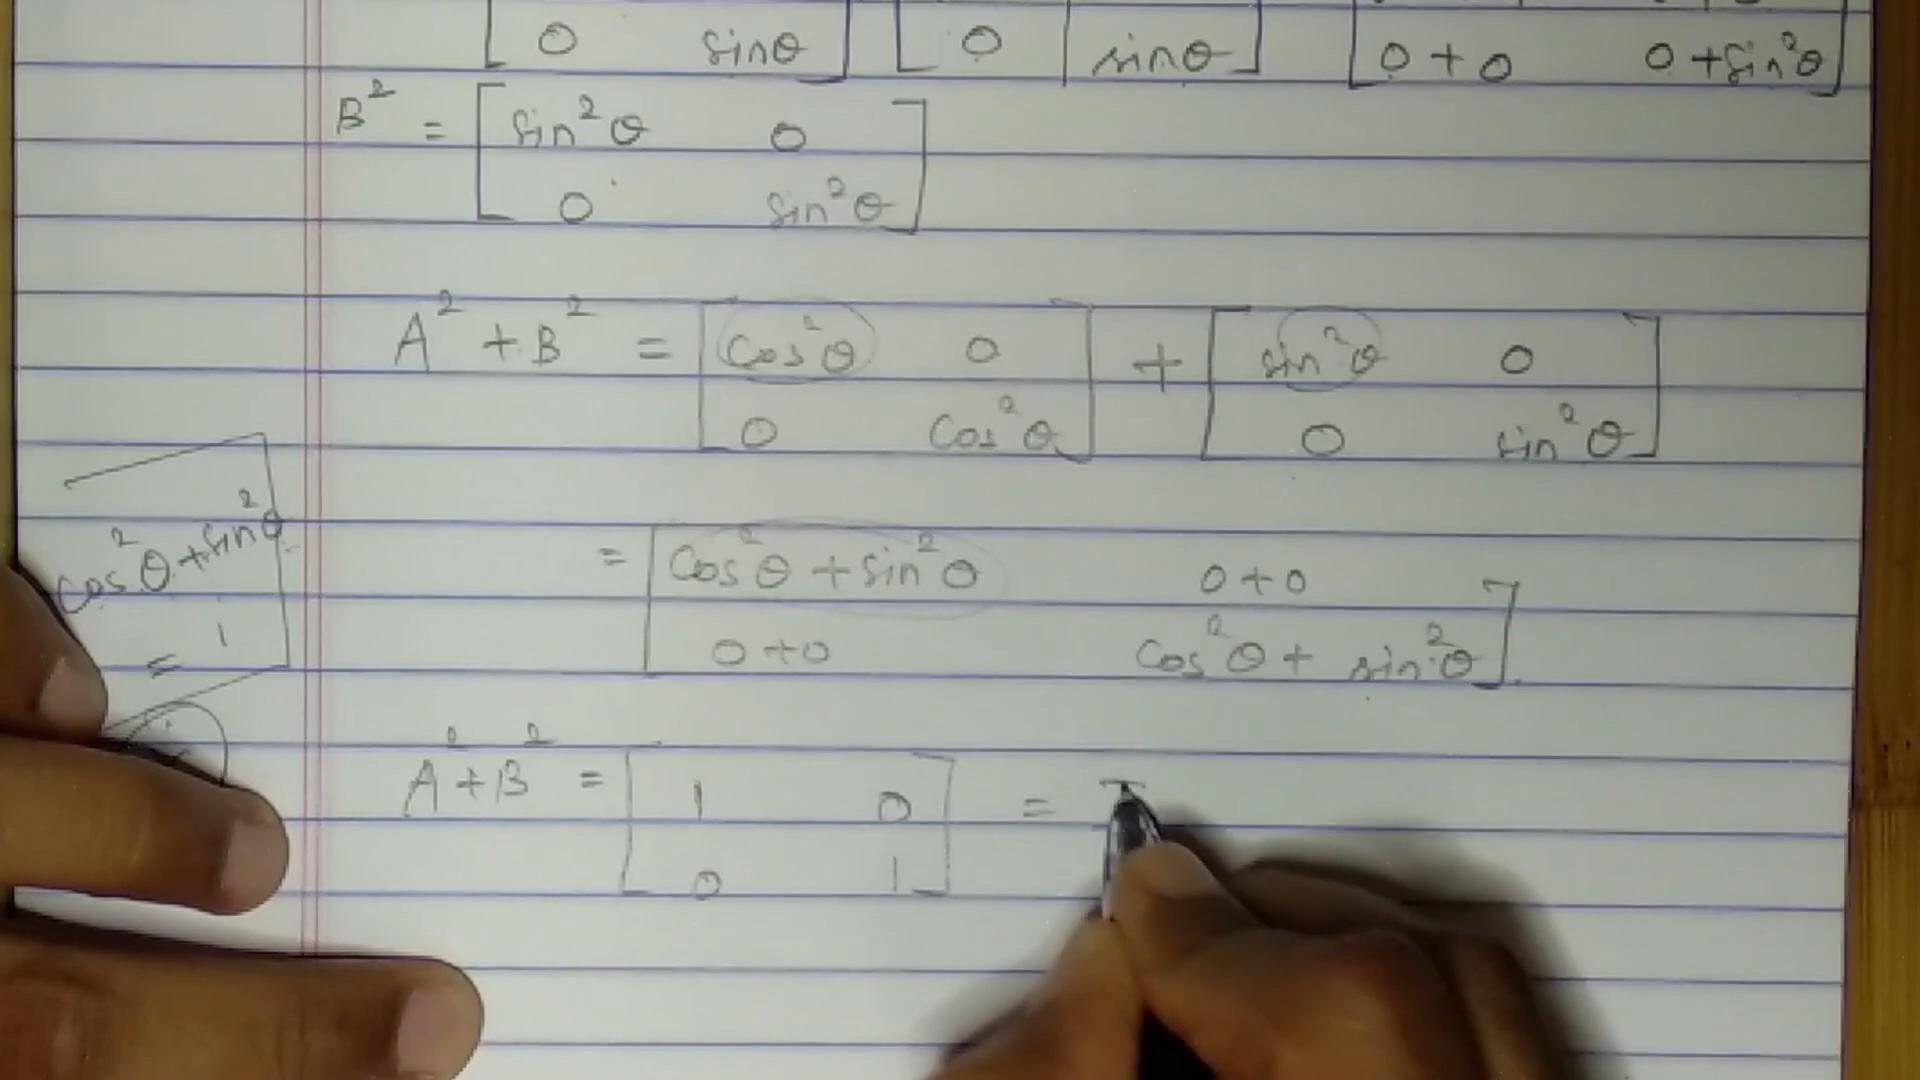 0 sinθ 0 sinθ 0+0 0+sin²θ
B² = [sin²θ 0
0 sin²θ]
A² + B² = [cos²θ 0 + [sin²θ 0
0 cos²θ] 0 sin²θ]
= [cos²θ + sin²θ 0+0
0+0 cos²θ + sin²θ]
cos²θ + sin²θ
= 1
A² + B² = [1 0 =
0 1]